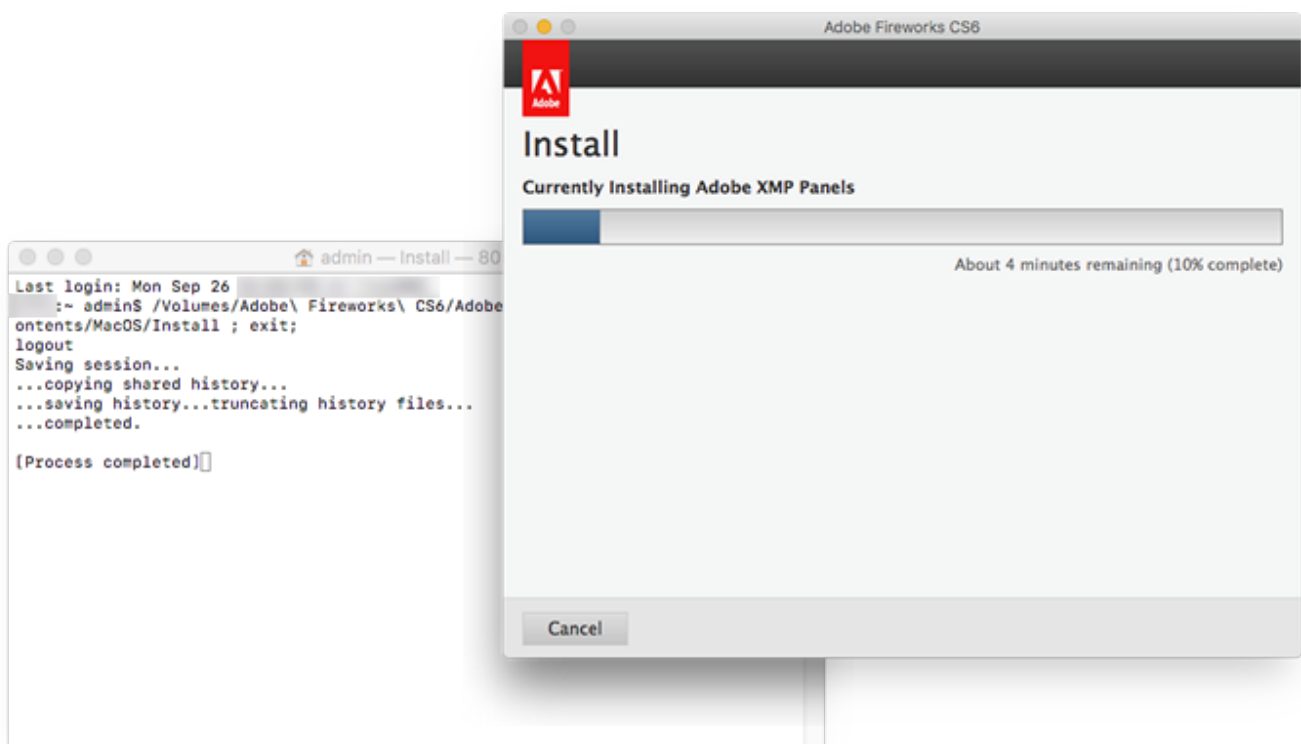 Adobe Fireworks CS6
Adobe
Install
Currently Installing Adobe XMP Panels
About 4 minutes remaining (10% complete)
Cancel
admin — Install — 80
Last login: Mon Sep 26
:~ admin$ /Volumes/Adobe\ Fireworks\ CS6/Adobe
ontents/MacOS/Install ; exit;
logout
Saving session...
...copying shared history...
...saving history...truncating history files...
...completed.
[Process completed]